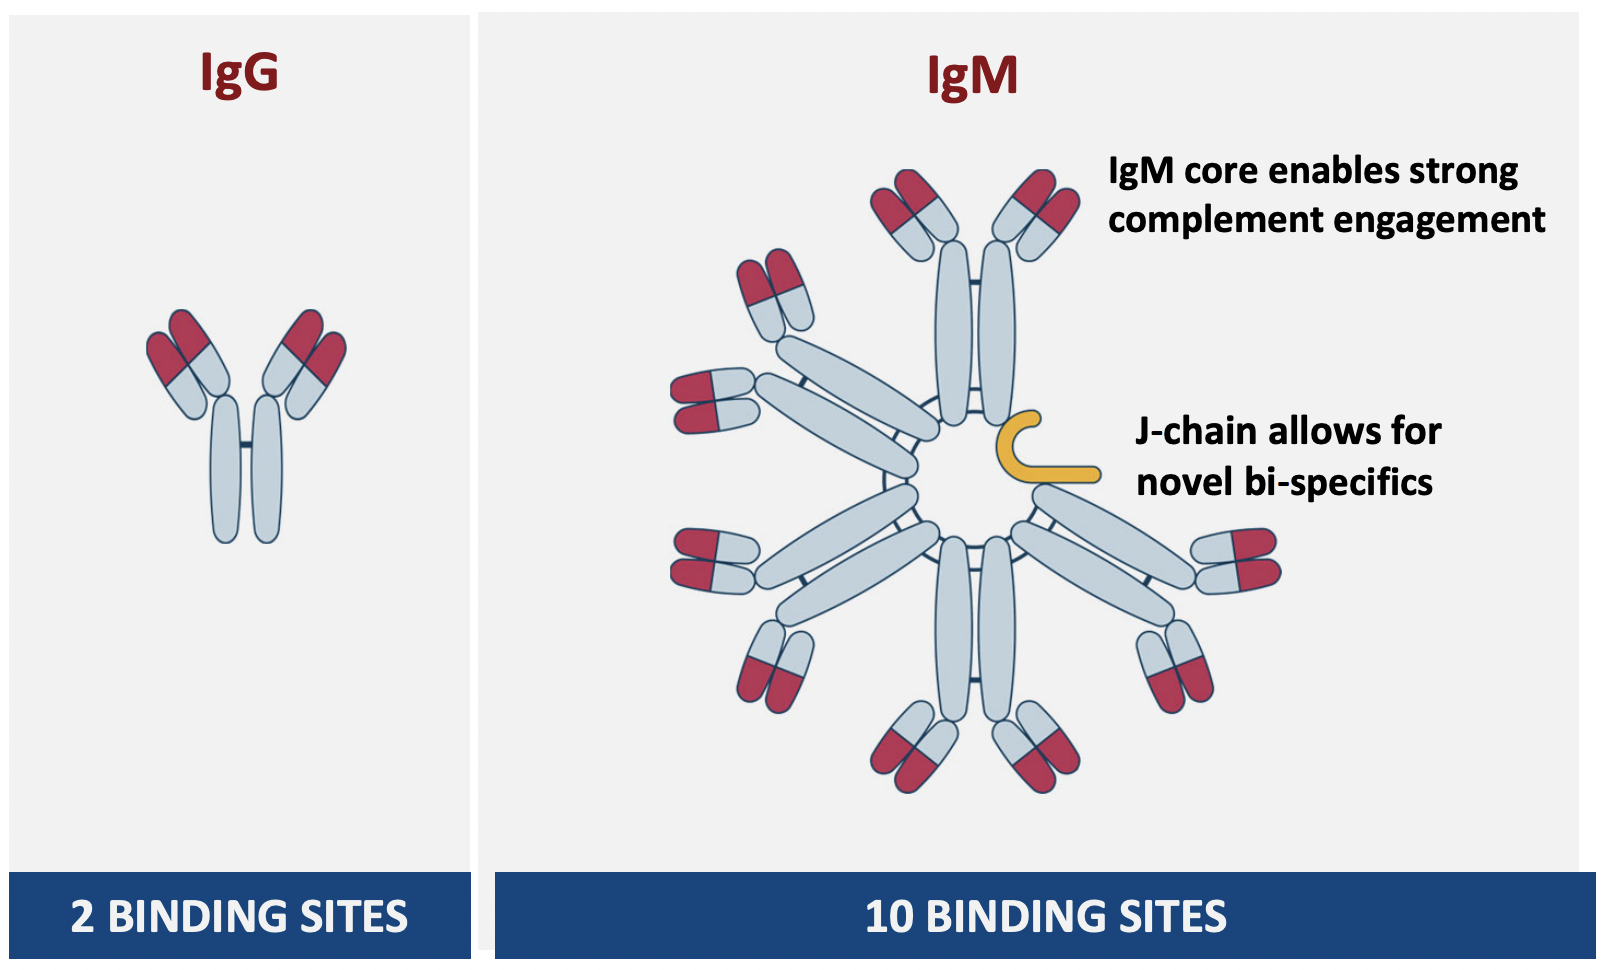 IgG
IgM
IgM core enables strong
complement engagement
J-chain allows for
novel bi-specifics
2 BINDING SITES
10 BINDING SITES